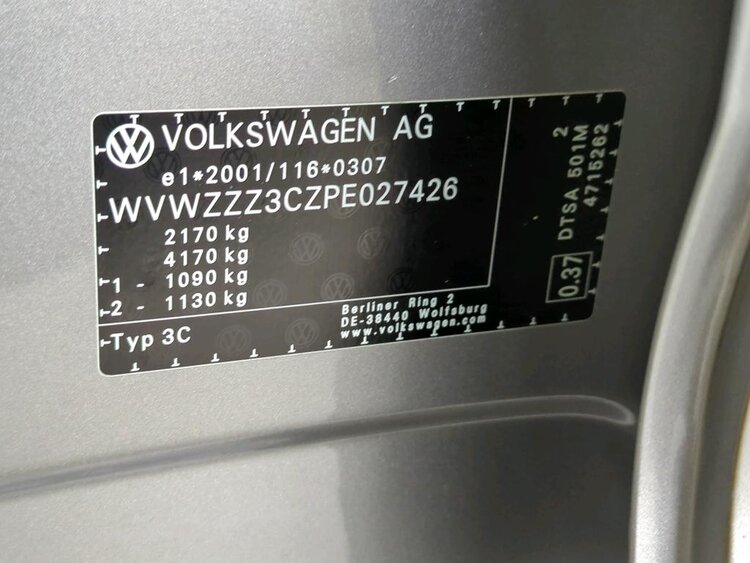 VOLKSWAGEN AG
e1*2001/116*0307
WVWZZZ3CZPE027426
2170 kg
4170 kg
1 - 1090 kg
2 - 1130 kg
Typ 3C
Berliner Ring 2
DE-38440 Wolfsburg
www.volkswagen.com
2
DTSA 501M
4715262
0.37